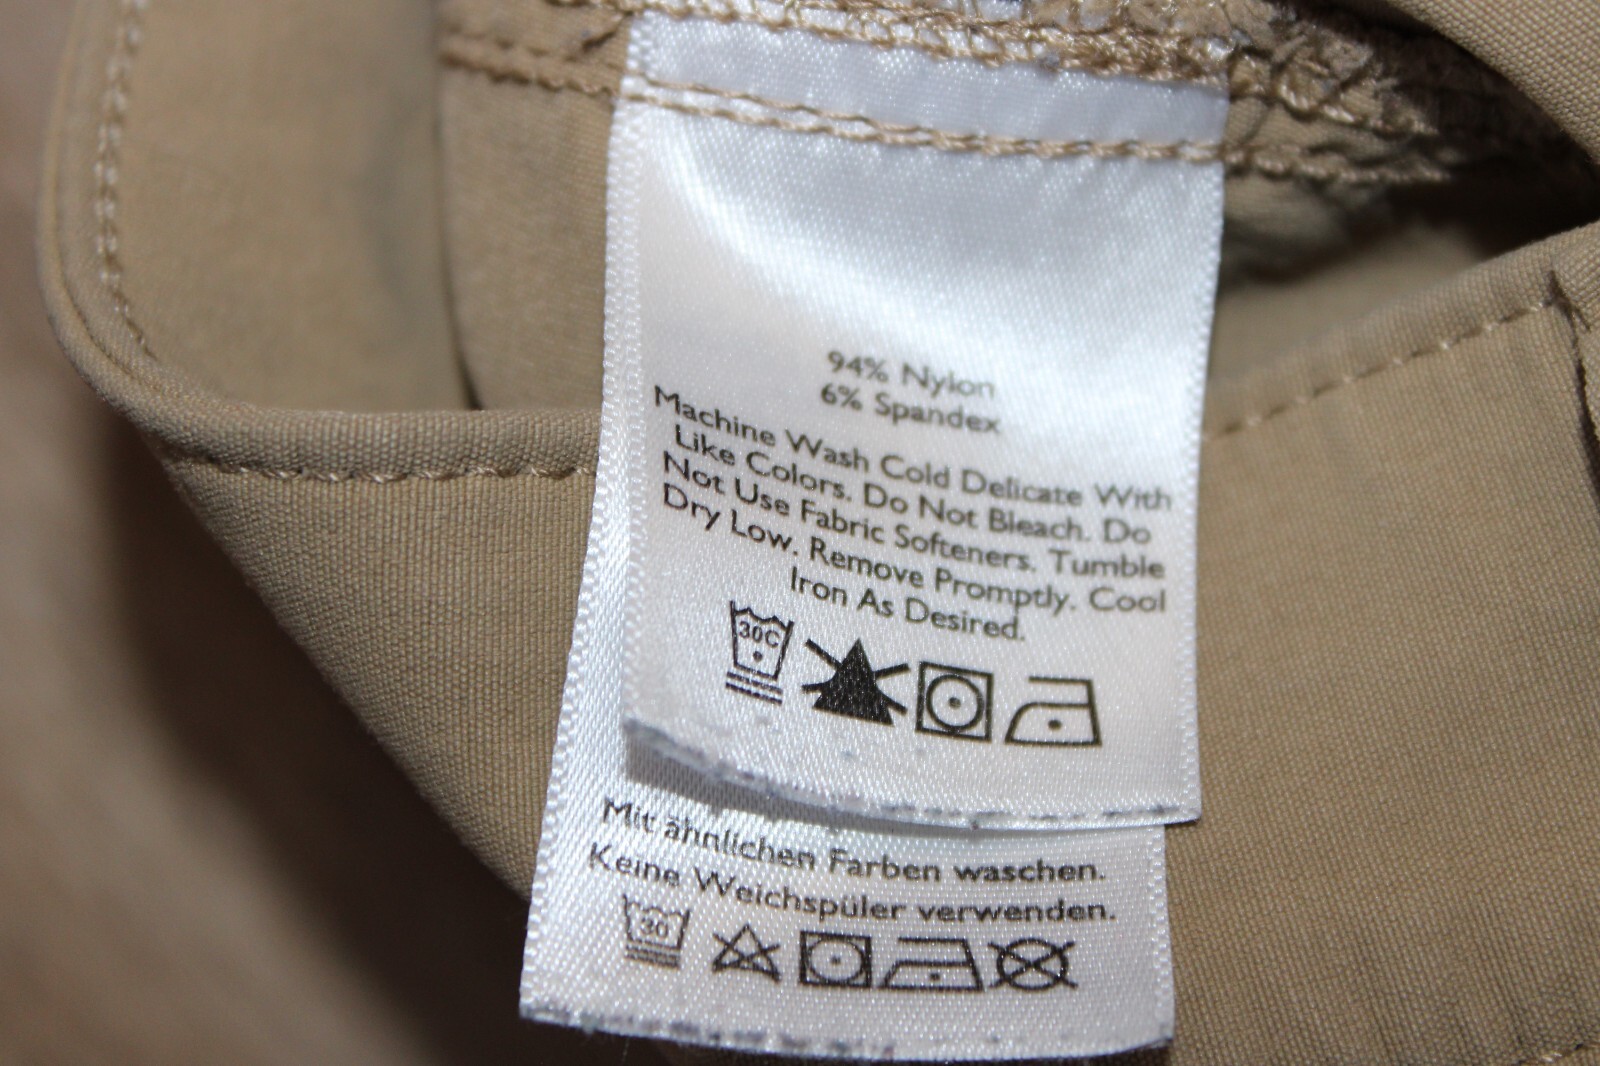 94% Nylon
6% Spandex
Machine Wash Cold Delicate With
Like Colors. Do Not Bleach. Do
Not Use Fabric Softeners. Tumble
Dry Low. Remove Promptly. Cool
Iron As Desired.
30C
Mit ähnlichen Farben waschen.
Keine Weichspüler verwenden.
30